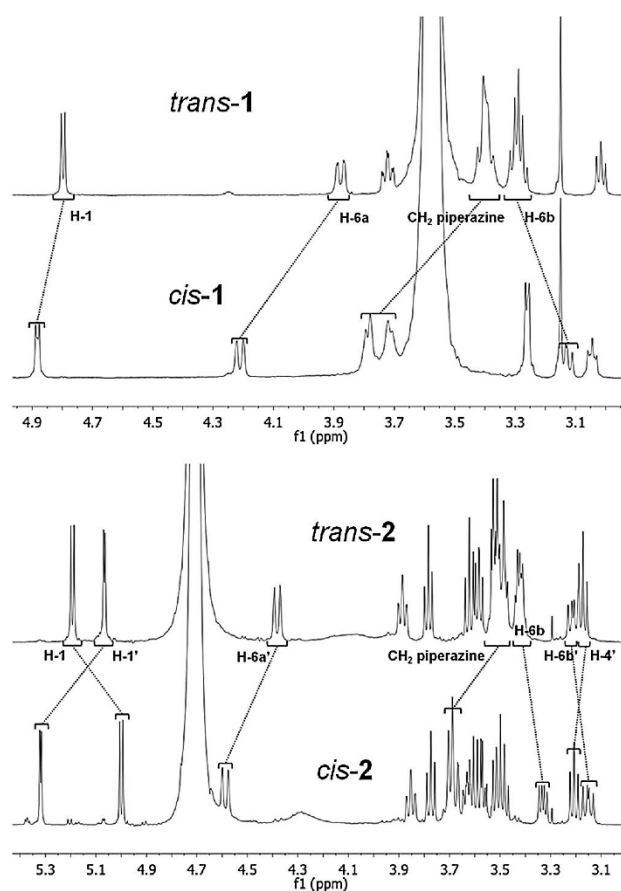 trans-1
H-1
H-6a
CH₂ piperazine
H-6b
cis-1
4.9 4.7 4.5 4.3 4.1 3.9 3.7 3.5 3.3 3.1
f1 (ppm)
trans-2
H-1
H-1'
H-6a'
CH₂ piperazine
H-6b
H-6b'
H-4'
cis-2
5.3 5.1 4.9 4.7 4.5 4.3 4.1 3.9 3.7 3.5 3.3 3.1
f1 (ppm)